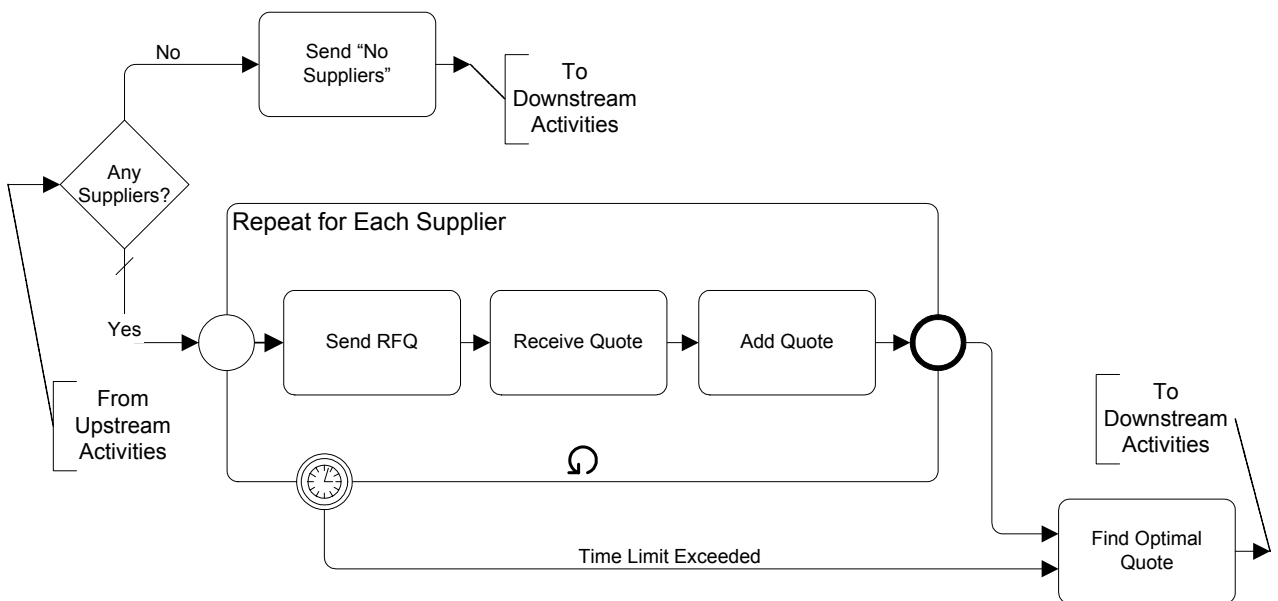 No
Send “No
Suppliers”
To
Downstream
Activities
Any
Suppliers?
Repeat for Each Supplier
Yes
Send RFQ
Receive Quote
Add Quote
From
Upstream
Activities
To
Downstream
Activities
Time Limit Exceeded
Find Optimal
Quote